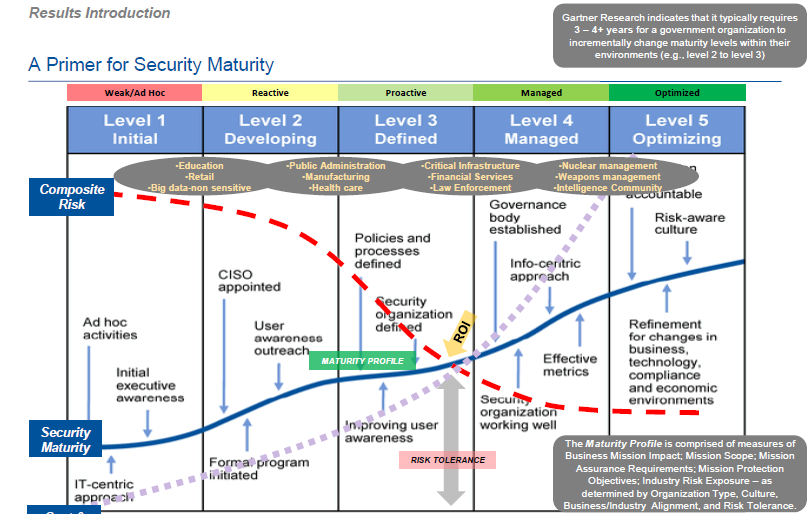 Results Introduction
Gartner Research indicates that it typically requires
3 – 4+ years for a government organization to
incrementally change maturity levels within their
environments (e.g., level 2 to level 3)
A Primer for Security Maturity
Weak/Ad Hoc
Reactive
Proactive
Managed
Optimized
Level 1
Initial
Level 2
Developing
Level 3
Defined
Level 4
Managed
Level 5
Optimizing
•Education
•Retail
•Big data-non sensitive
•Public Administration
•Manufacturing
•Health care
•Critical Infrastructure
•Financial Services
•Law Enforcement
•Nuclear management
•Weapons management
•Intelligence Community
accountable
Composite
Risk
Governance
body
established
Risk-aware
culture
Policies and
processes
defined
Info-centric
approach
CISO
appointed
Security
organization
defined
Ad hoc
activities
User
awareness
outreach
ROI
MATURITY PROFILE
Refinement
for changes in
business,
technology,
compliance
and economic
environments
Initial
executive
awareness
Effective
metrics
Security
organization
working well
Security
Maturity
Improving user
awareness
RISK TOLERANCE
Formal program
initiated
IT-centric
approach
The Maturity Profile is comprised of measures of
Business Mission Impact; Mission Scope; Mission
Assurance Requirements; Mission Protection
Objectives; Industry Risk Exposure – as
determined by Organization Type, Culture,
Business/Industry Alignment, and Risk Tolerance.